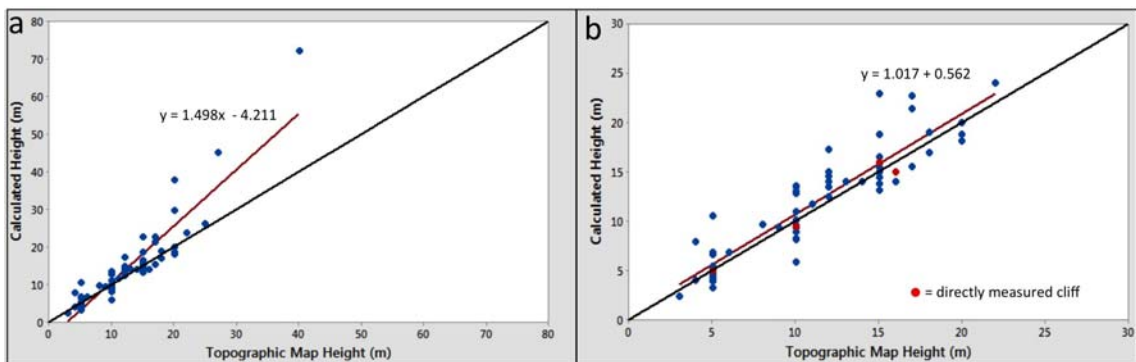 a
80
70
60
50
40
30
20
10
0
Calculated Height (m)
y = 1.498x - 4.211
0 10 20 30 40 50 60 70 80
Topographic Map Height (m)
b
30
25
20
15
10
5
0
Calculated Height (m)
y = 1.017 + 0.562
= directly measured cliff
0 5 10 15 20 25 30
Topographic Map Height (m)